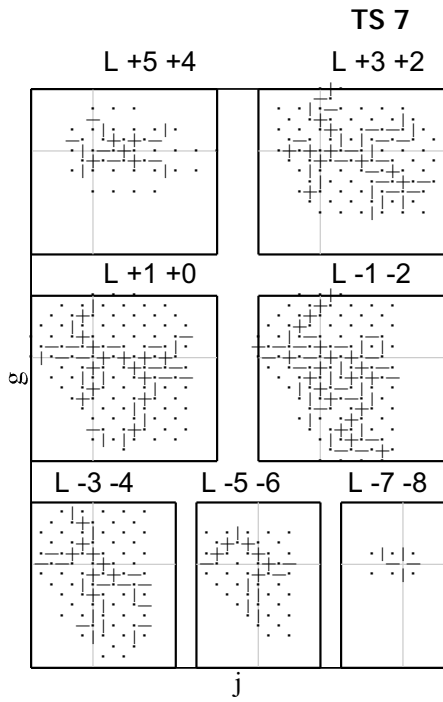 TS 7
L +5 +4
L +3 +2
L +1 +0
L -1 -2
g
L -3 -4
L -5 -6
L -7 -8
j